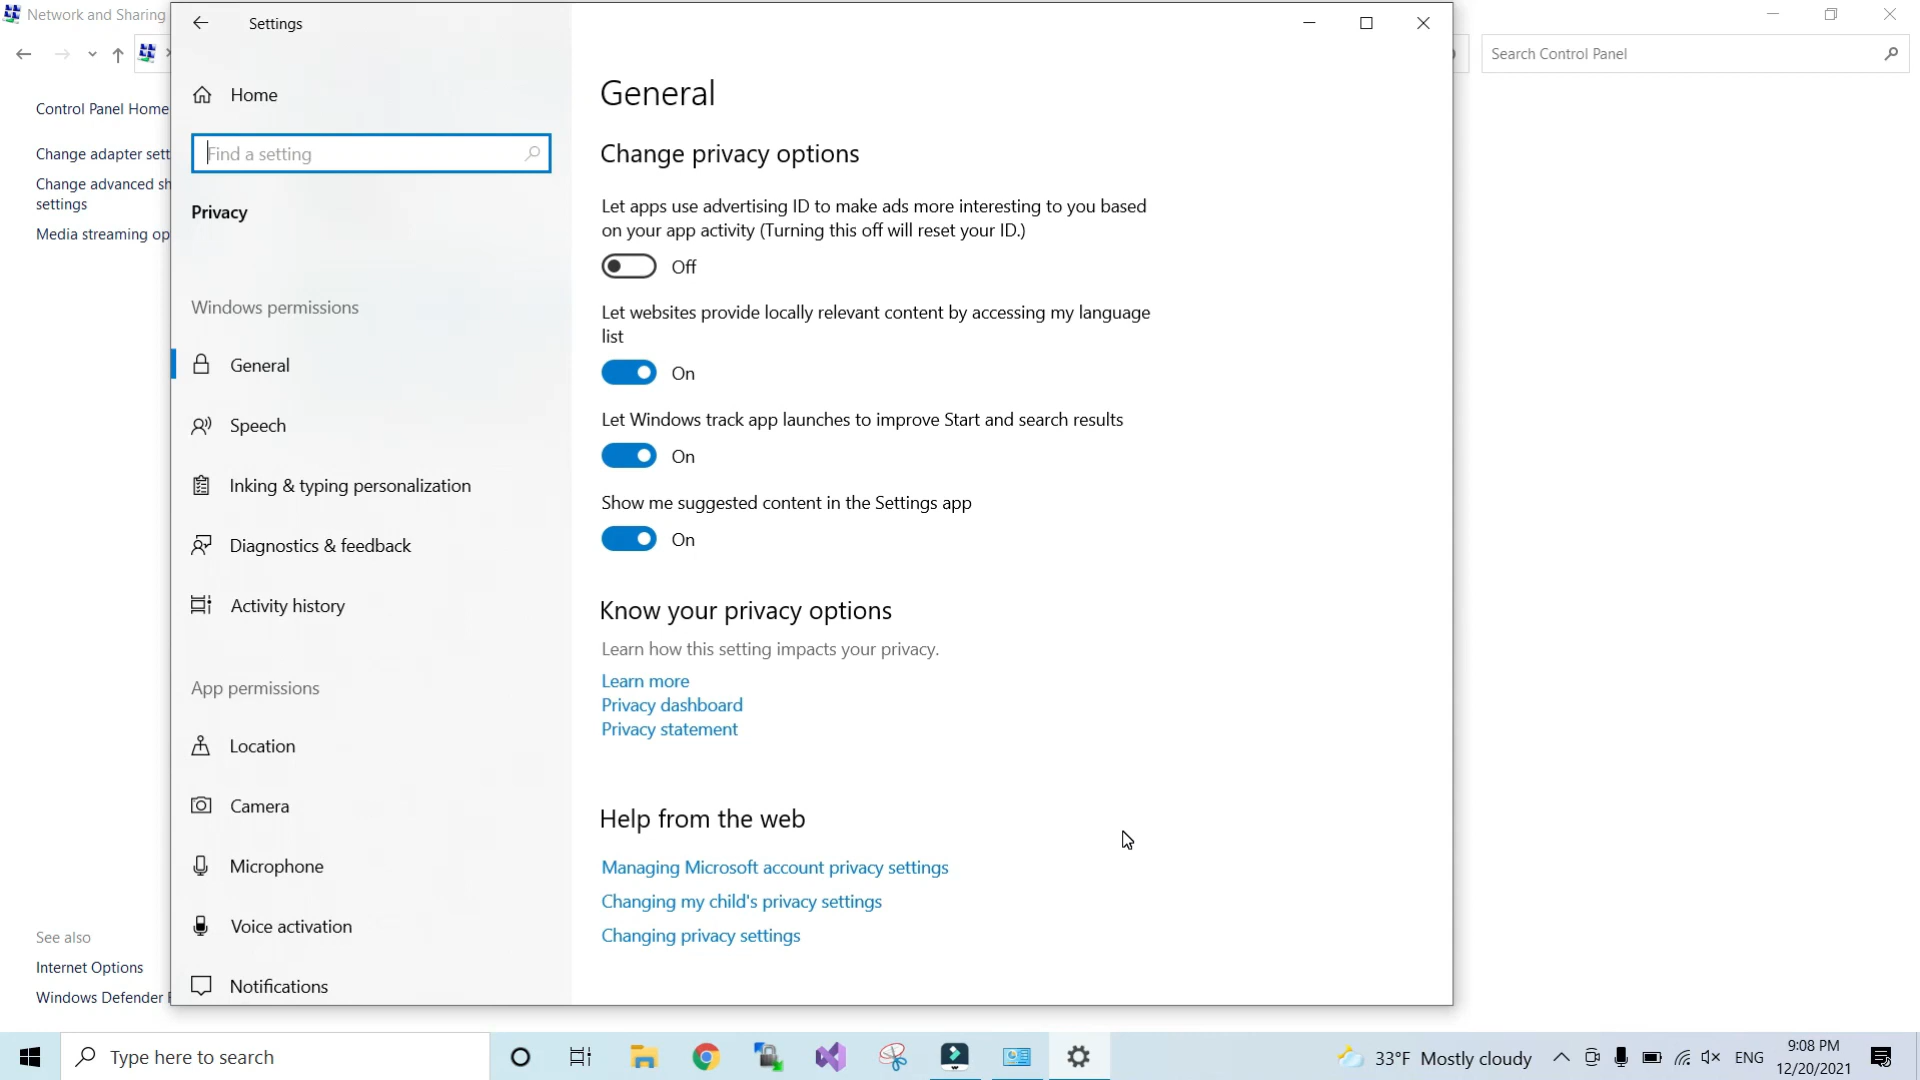 Network and Sharing
Search Control Panel
Control Panel Home
Change adapter sett
Change advanced sh
settings
Media streaming op
See also
Internet Options
Windows Defender F
Settings
Home
Find a setting
Privacy
Windows permissions
General
Speech
Inking & typing personalization
Diagnostics & feedback
Activity history
App permissions
Location
Camera
Microphone
Voice activation
Notifications
General
Change privacy options
Let apps use advertising ID to make ads more interesting to you based
on your app activity (Turning this off will reset your ID.)
Off
Let websites provide locally relevant content by accessing my language
list
On
Let Windows track app launches to improve Start and search results
On
Show me suggested content in the Settings app
On
Know your privacy options
Learn how this setting impacts your privacy.
Learn more
Privacy dashboard
Privacy statement
Help from the web
Managing Microsoft account privacy settings
Changing my child's privacy settings
Changing privacy settings
Type here to search
33°F Mostly cloudy
ENG
9:08 PM
12/20/2021